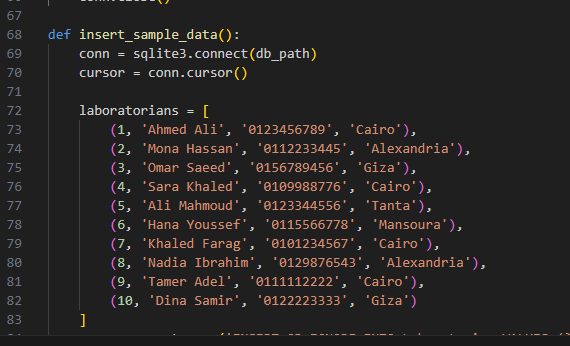 67
68 def insert_sample_data():
69 conn = sqlite3.connect(db_path)
70 cursor = conn.cursor()
71
72 laboratorians = [
73 (1, 'Ahmed Ali', '0123456789', 'Cairo'),
74 (2, 'Mona Hassan', '0112233445', 'Alexandria'),
75 (3, 'Omar Saeed', '0156789456', 'Giza'),
76 (4, 'Sara Khaled', '0109988776', 'Cairo'),
77 (5, 'Ali Mahmoud', '0123344556', 'Tanta'),
78 (6, 'Hana Youssef', '0115566778', 'Mansoura'),
79 (7, 'Khaled Farag', '0101234567', 'Cairo'),
80 (8, 'Nadia Ibrahim', '0129876543', 'Alexandria'),
81 (9, 'Tamer Adel', '0111112222', 'Cairo'),
82 (10, 'Dina Samir', '0122223333', 'Giza')
83 ]